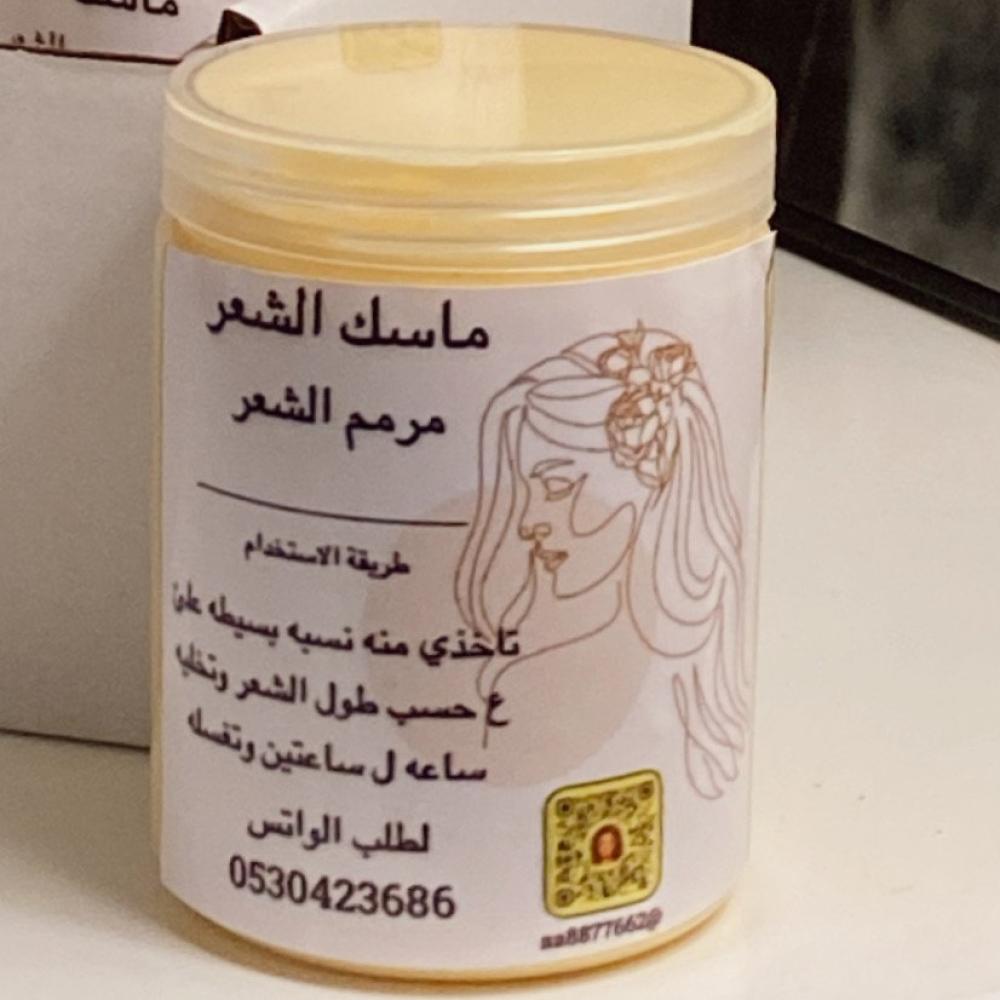 ماسك
ماسك الشعر
مرمم الشعر
طريقة الاستخدام
تاخذي منه نسبه بسيطه على
ع حسب طول الشعر وتخليه
ساعه ل ساعتين وتغسله
لطلب الواتس
0530423686
@aa8877662